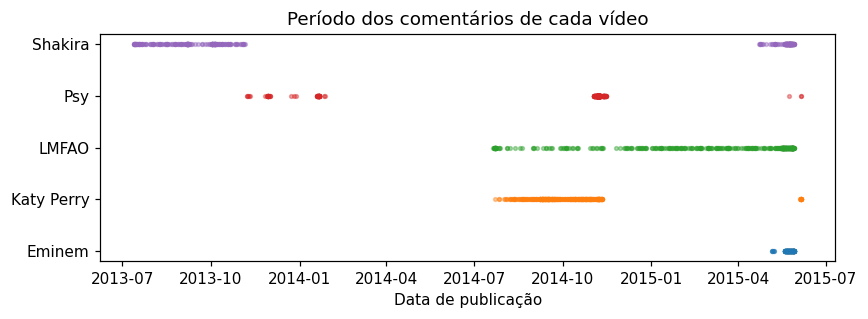 Período dos comentários de cada vídeo
Shakira
Psy
LMFAO
Katy Perry
Eminem
2013-07 2013-10 2014-01 2014-04 2014-07 2014-10 2015-01 2015-04 2015-07
Data de publicação